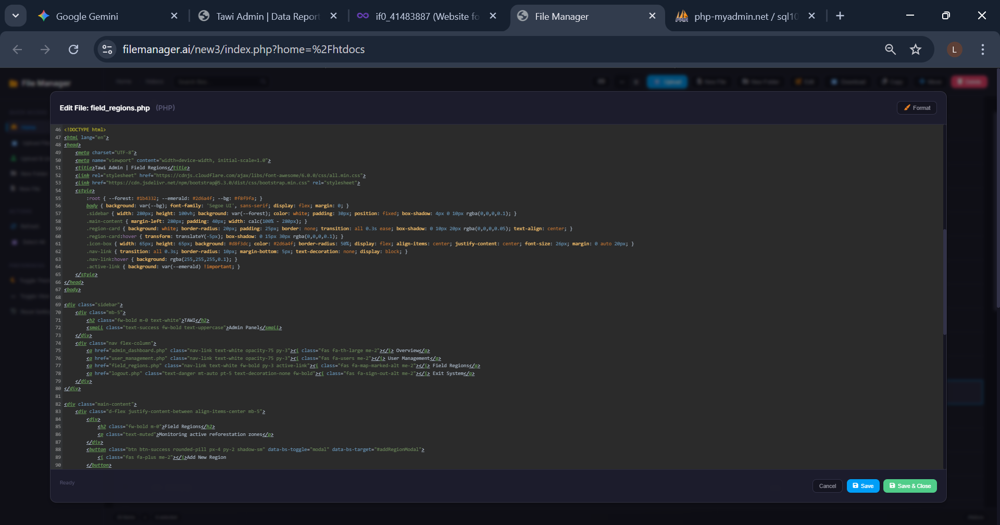 Google Gemini
Tawi Admin | Data Report
if0_41483887 (Website fo
File Manager
php-myadmin.net / sql10
filemanager.ai/new3/index.php?home=%2Fhtdocs
L
File Manager
Edit File: field_regions.php (PHP)
Format
46 <!DOCTYPE html>
47 <html lang="en">
48 <head>
49 <meta charset="UTF-8">
50 <meta name="viewport" content="width=device-width, initial-scale=1.0">
51 <title>Tawi Admin | Field Regions</title>
52 <link rel="stylesheet" href="https://cdnjs.cloudflare.com/ajax/libs/font-awesome/6.0.0/css/all.min.css">
53 <link href="https://cdn.jsdelivr.net/npm/bootstrap@5.3.0/dist/css/bootstrap.min.css" rel="stylesheet">
54 <style>
55 :root { --forest: #1b4332; --emerald: #2d6a4f; --bg: #f8f9fa; }
56 body { background: var(--bg); font-family: 'Segoe UI', sans-serif; display: flex; margin: 0; }
57 .sidebar { width: 280px; height: 100vh; background: var(--forest); color: white; padding: 30px; position: fixed; box-shadow: 4px 0 10px rgba(0,0,0,0.1); }
58 .main-content { margin-left: 280px; padding: 40px; width: calc(100% - 280px); }
59 .region-card { background: white; border-radius: 20px; padding: 25px; border: none; transition: all 0.3s ease; box-shadow: 0 10px 20px rgba(0,0,0,0.05); text-align: center; }
60 .region-card:hover { transform: translateY(-5px); box-shadow: 0 15px 30px rgba(0,0,0,0.1); }
61 .icon-box { width: 65px; height: 65px; background: #d8f3dc; color: #2d6a4f; border-radius: 50%; display: flex; align-items: center; justify-content: center; font-size: 26px; margin: 0 auto 20px; }
62 .nav-link { transition: all 0.3s; border-radius: 10px; margin-bottom: 5px; text-decoration: none; display: block; }
63 .nav-link:hover { background: rgba(255,255,255,0.1); }
64 .active-link { background: var(--emerald) !important; }
65 </style>
66 </head>
67 <body>
68
69 <div class="sidebar">
70 <div class="mb-5">
71 <h2 class="fw-bold m-0 text-white">TAWI</h2>
72 <small class="text-success fw-bold text-uppercase">Admin Panel</small>
73 </div>
74 <div class="nav flex-column">
75 <a href="admin_dashboard.php" class="nav-link text-white opacity-75 py-3"><i class="fas fa-th-large me-2"></i> Overview</a>
76 <a href="user_management.php" class="nav-link text-white opacity-75 py-3"><i class="fas fa-users me-2"></i> User Management</a>
77 <a href="field_regions.php" class="nav-link text-white fw-bold py-3 active-link"><i class="fas fa-map-marked-alt me-2"></i> Field Regions</a>
78 <a href="logout.php" class="text-danger mt-auto pt-5 text-decoration-none fw-bold"><i class="fas fa-sign-out-alt me-2"></i> Exit System</a>
79 </div>
80 </div>
81
82 <div class="main-content">
83 <div class="d-flex justify-content-between align-items-center mb-5">
84 <div>
85 <h2 class="fw-bold m-0">Field Regions</h2>
86 <p class="text-muted">Monitoring active reforestation zones</p>
87 </div>
88 <button class="btn btn-success rounded-pill px-4 py-2 shadow-sm" data-bs-toggle="modal" data-bs-target="#addRegionModal">
89 <i class="fas fa-plus me-2"></i>Add New Region
90 </button>
Ready
Cancel
Save
Save & Close